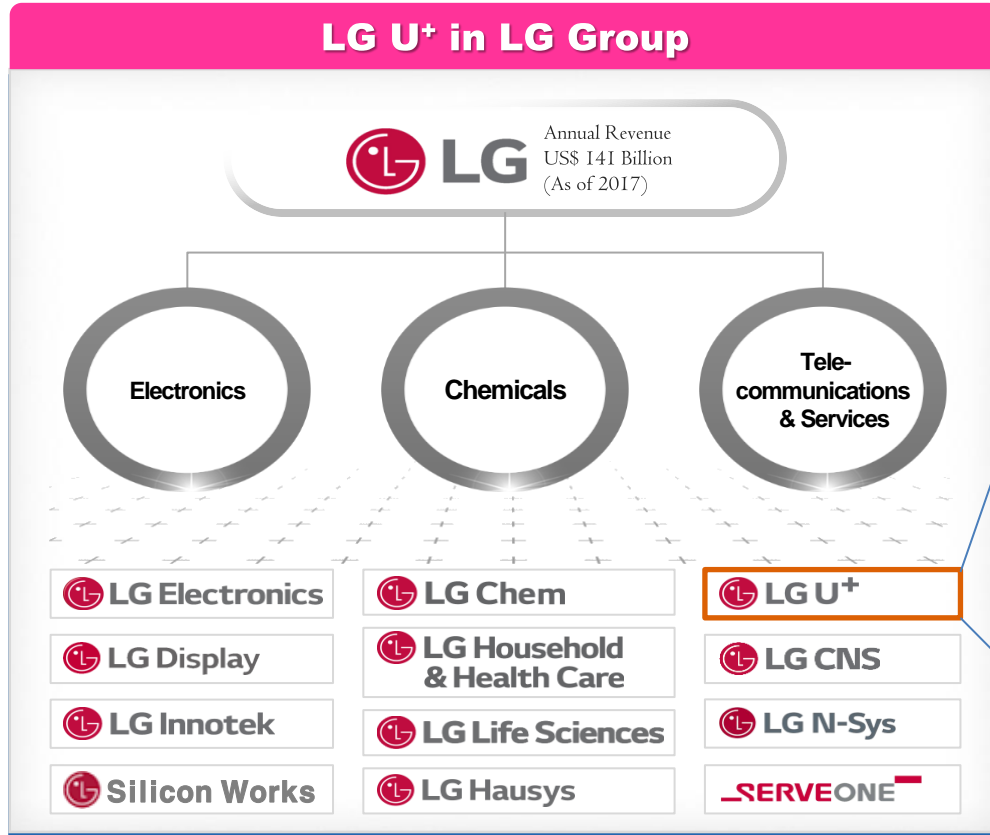 LG U+ in LG Group
LG
Annual Revenue
US$ 141 Billion
(As of 2017)
Electronics
Chemicals
Tele-
communications
& Services
LG Electronics
LG Display
LG Innotek
Silicon Works
LG Chem
LG Household
& Health Care
LG Life Sciences
LG Hausys
LG U+
LG CNS
LG N-Sys
SERVEONE